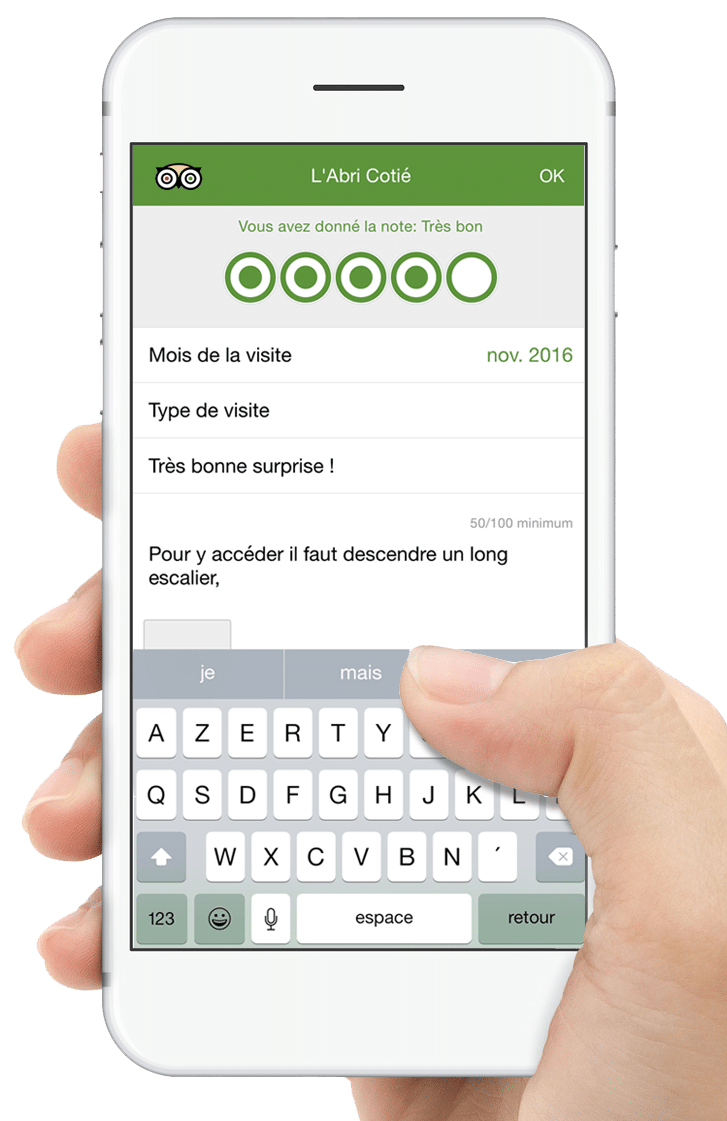 L'Abri Cotié
OK
Vous avez donné la note: Très bon
Mois de la visite
nov. 2016
Type de visite
Très bonne surprise !
50/100 minimum
Pour y accéder il faut descendre un long
escalier,
je
mais
A Z E R T Y
Q S D F G H J K L
W X C V B N ´
123
espace
retour